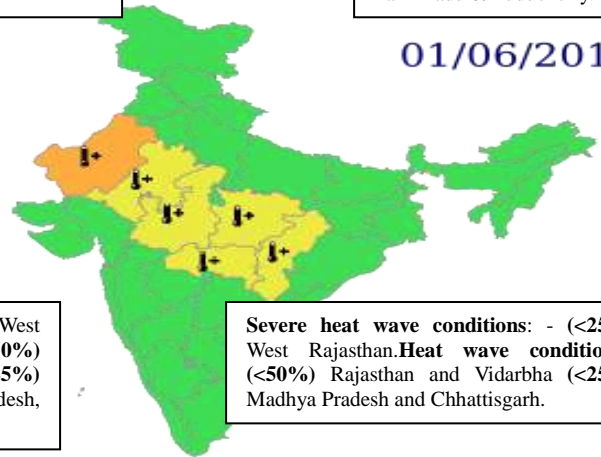 01/06/201
West
0%)
5%)
desh,
Severe heat wave conditions: - (<25
West Rajasthan.Heat wave conditio
(<50%) Rajasthan and Vidarbha (<25
Madhya Pradesh and Chhattisgarh.